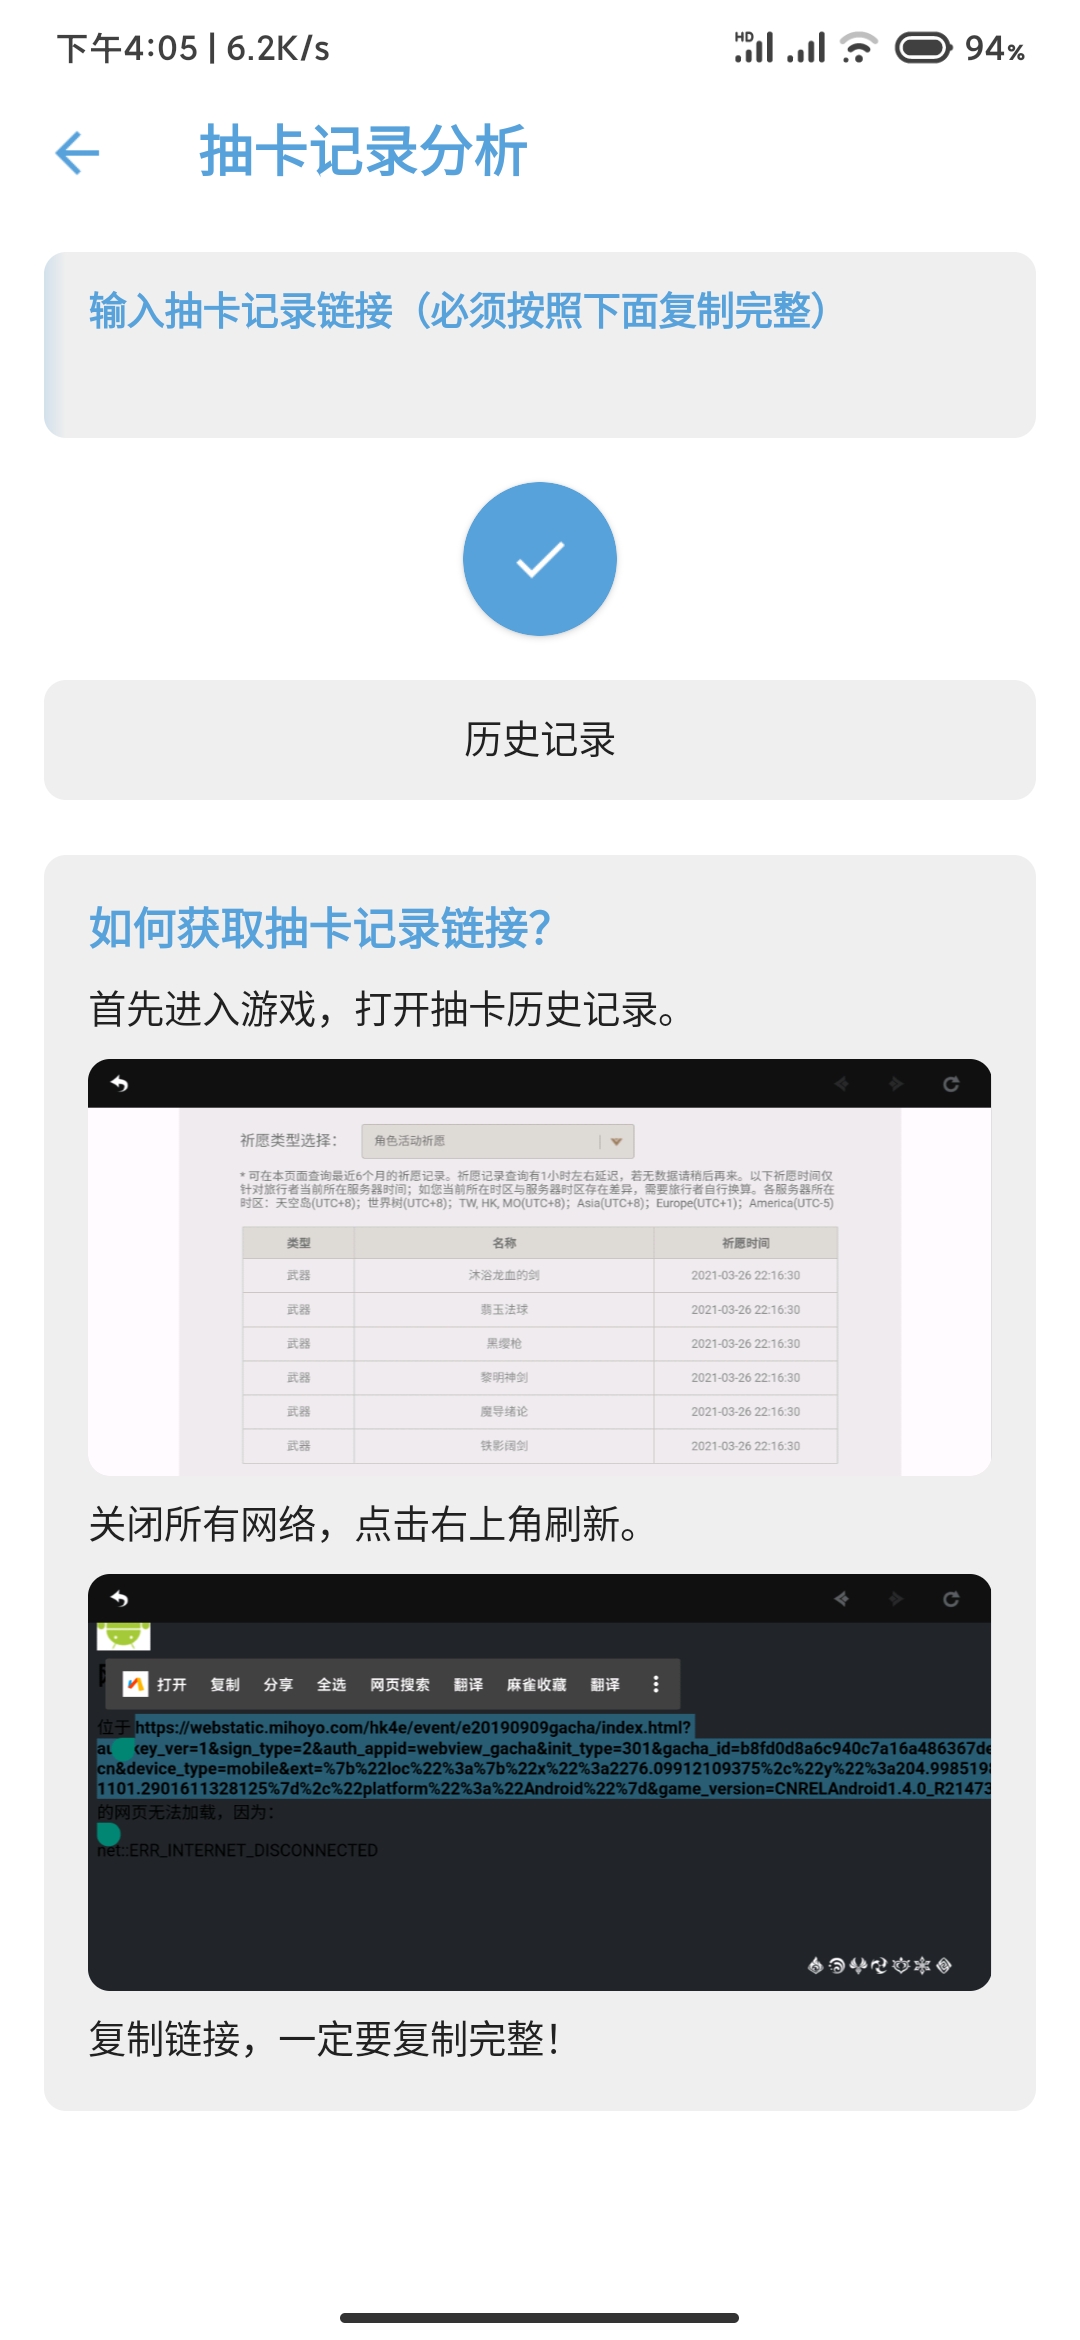 下午4:05 | 6.2K/s HD 94%
抽卡记录分析
输入抽卡记录链接（必须按照下面复制完整）
历史记录
如何获取抽卡记录链接？
首先进入游戏，打开抽卡历史记录。
祈愿类型选择： 角色活动祈愿
* 可在本页面查询最近6个月的祈愿记录。祈愿记录查询有1小时左右延迟，若无数据请稍后再来。以下祈愿时间仅
针对旅行者当前所在服务器时间；如您当前所在时区与服务器时区存在差异，需要旅行者自行换算。各服务器所在
时区：天空岛(UTC+8)；世界树(UTC+8)；TW, HK, MO(UTC+8)；Asia(UTC+8)；Europe(UTC+1)；America(UTC-5)
类型 名称 祈愿时间
武器 沐浴龙血的剑 2021-03-26 22:16:30
武器 翡玉法球 2021-03-26 22:16:30
武器 黑缨枪 2021-03-26 22:16:30
武器 黎明神剑 2021-03-26 22:16:30
武器 魔导绪论 2021-03-26 22:16:30
武器 铁影阔剑 2021-03-26 22:16:30
关闭所有网络，点击右上角刷新。
打开 复制 分享 全选 网页搜索 翻译 麻雀收藏 翻译
位于 https://webstatic.mihoyo.com/hk4e/event/e20190909gacha/index.html?
key_ver=1&sign_type=2&auth_appid=webview_gacha&init_type=301&gacha_id=b8fd0d8a6c940c7a16a486367de
cn&device_type=mobile&ext=%7b%22loc%22%3a%7b%22x%22%3a2276.09912109375%2c%22y%22%3a204.998519
1101.2901611328125%7d%2c%22platform%22%3a%22Android%22%7d&game_version=CNRELAndroid1.4.0_R21473
的网页无法加载，因为：
net::ERR_INTERNET_DISCONNECTED
复制链接，一定要复制完整！